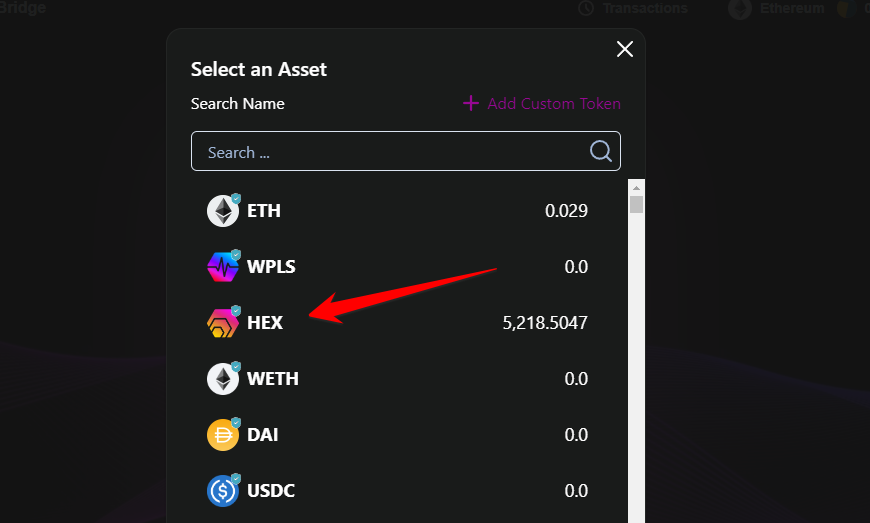 Bridge
Transactions
Ethereum
Select an Asset
Search Name
+ Add Custom Token
Search ...
ETH 0.029
WPLS 0.0
HEX 5,218.5047
WETH 0.0
DAI 0.0
USDC 0.0